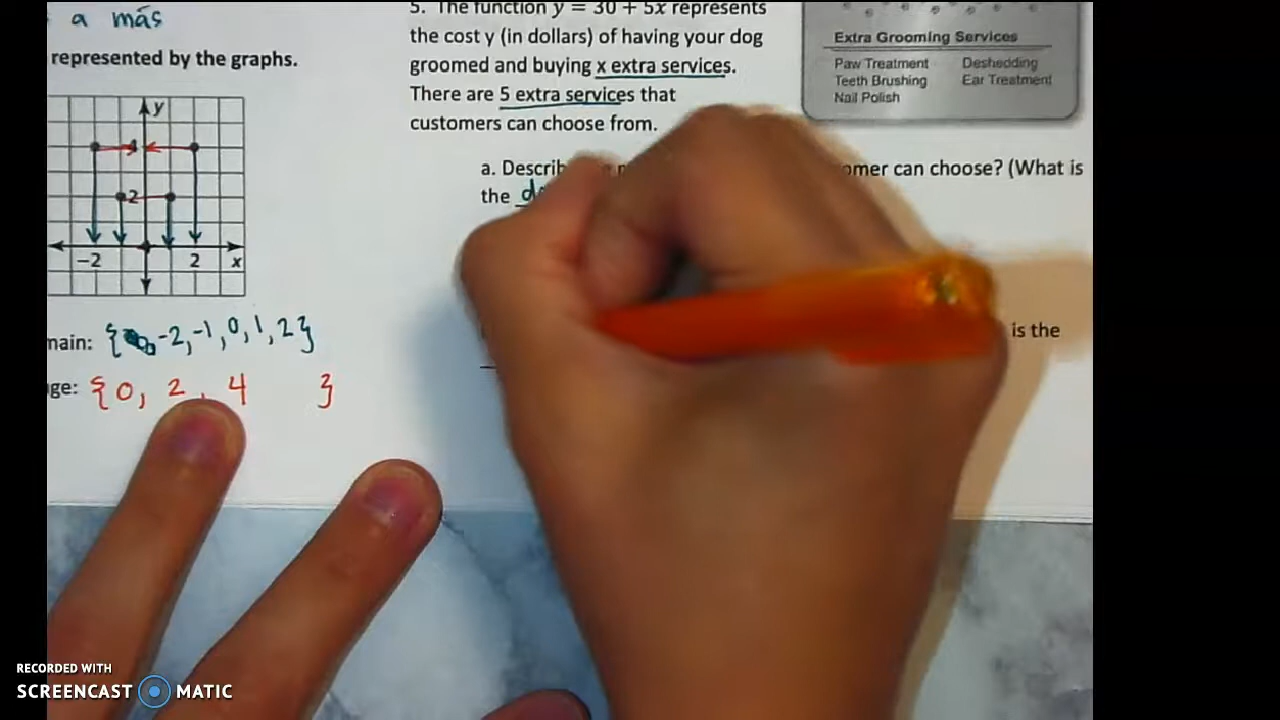 a más
represented by the graphs.
y
4
2
-2 2 x
main: { -2, -1, 0, 1, 2 }
ge: { 0, 2, 4 }
5. The function y = 30 + 5x represents
the cost y (in dollars) of having your dog
groomed and buying x extra services.
There are 5 extra services that
customers can choose from.
a. Describ
omer can choose? (What is
the
is the
Extra Grooming Services
Paw Treatment Deshedding
Teeth Brushing Ear Treatment
Nail Polish
RECORDED WITH
SCREENCAST MATIC